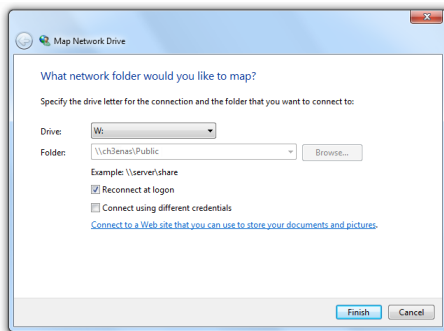 Map Network Drive
What network folder would you like to map?
Specify the drive letter for the connection and the folder that you want to connect to:
Drive: W:
Folder: \\ch3enas\Public Browse...
Example: \\server\share
Reconnect at logon
Connect using different credentials
Connect to a Web site that you can use to store your documents and pictures.
Finish Cancel